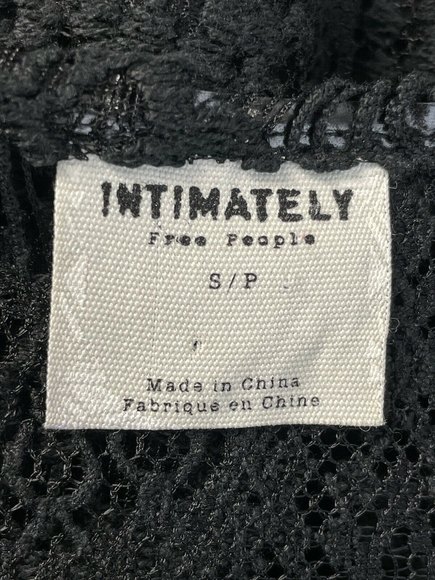 INTIMATELY
Free People
S/P
Made in China
Fabriqué en Chine